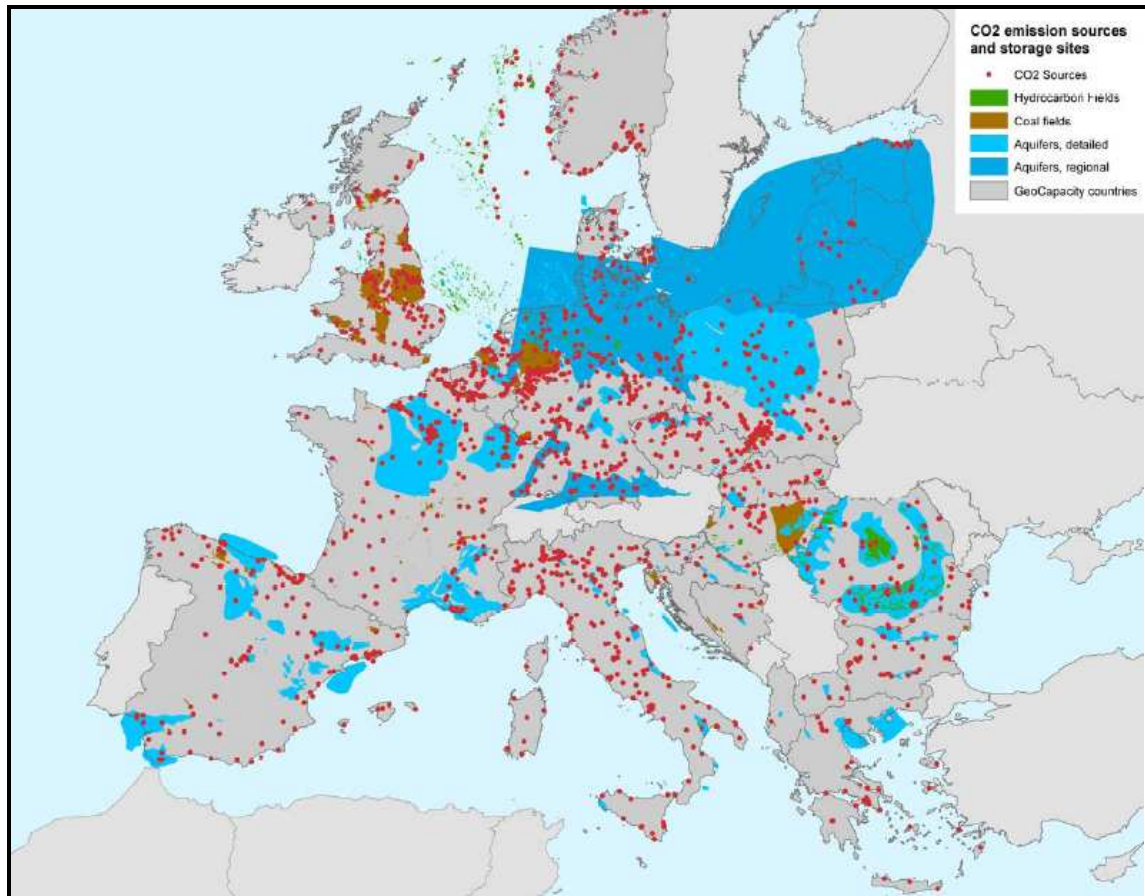 CO2 emission sources
and storage sites
CO2 Sources
Hydrocarbon Fields
Coal fields
Aquifers, detailed
Aquifers, regional
GeoCapacity countries